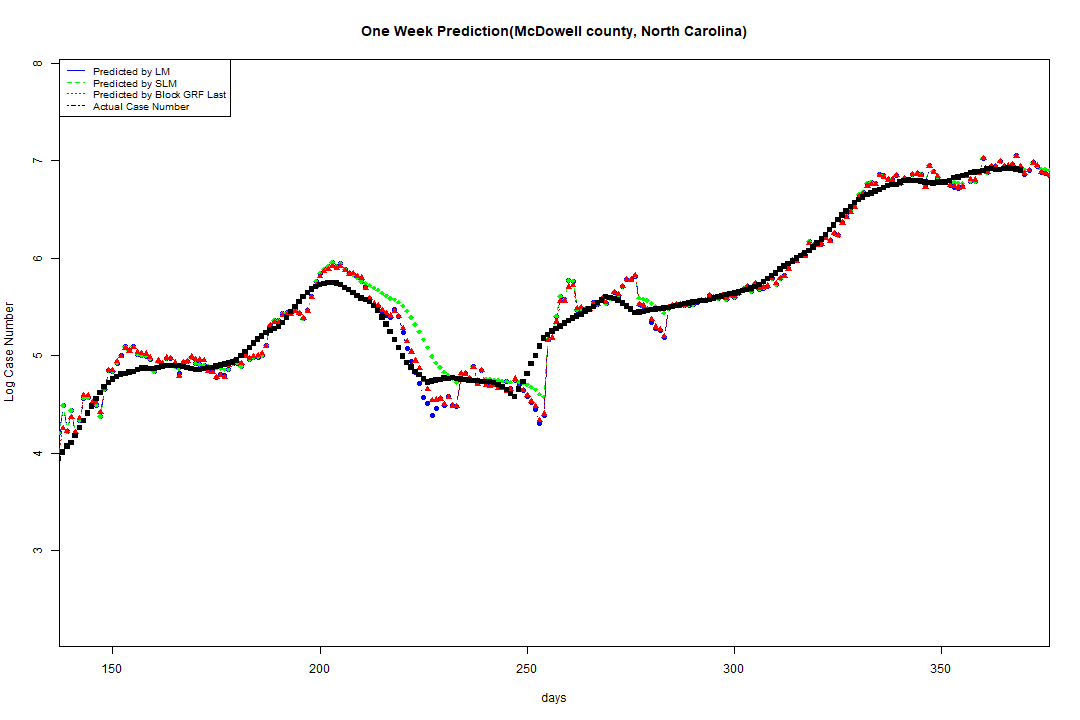 One Week Prediction(McDowell county, North Carolina)
Predicted by LM
Predicted by SLM
Predicted by Block GRF Last
Actual Case Number
8
7
6
5
4
3
Log Case Number
150 200 250 300 350
days